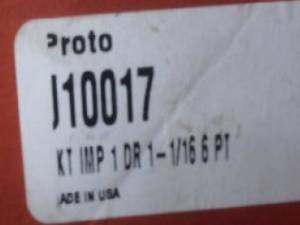 Proto
J10017
KT IMP 1 DR 1-1/16 6 PT
ADE IN USA